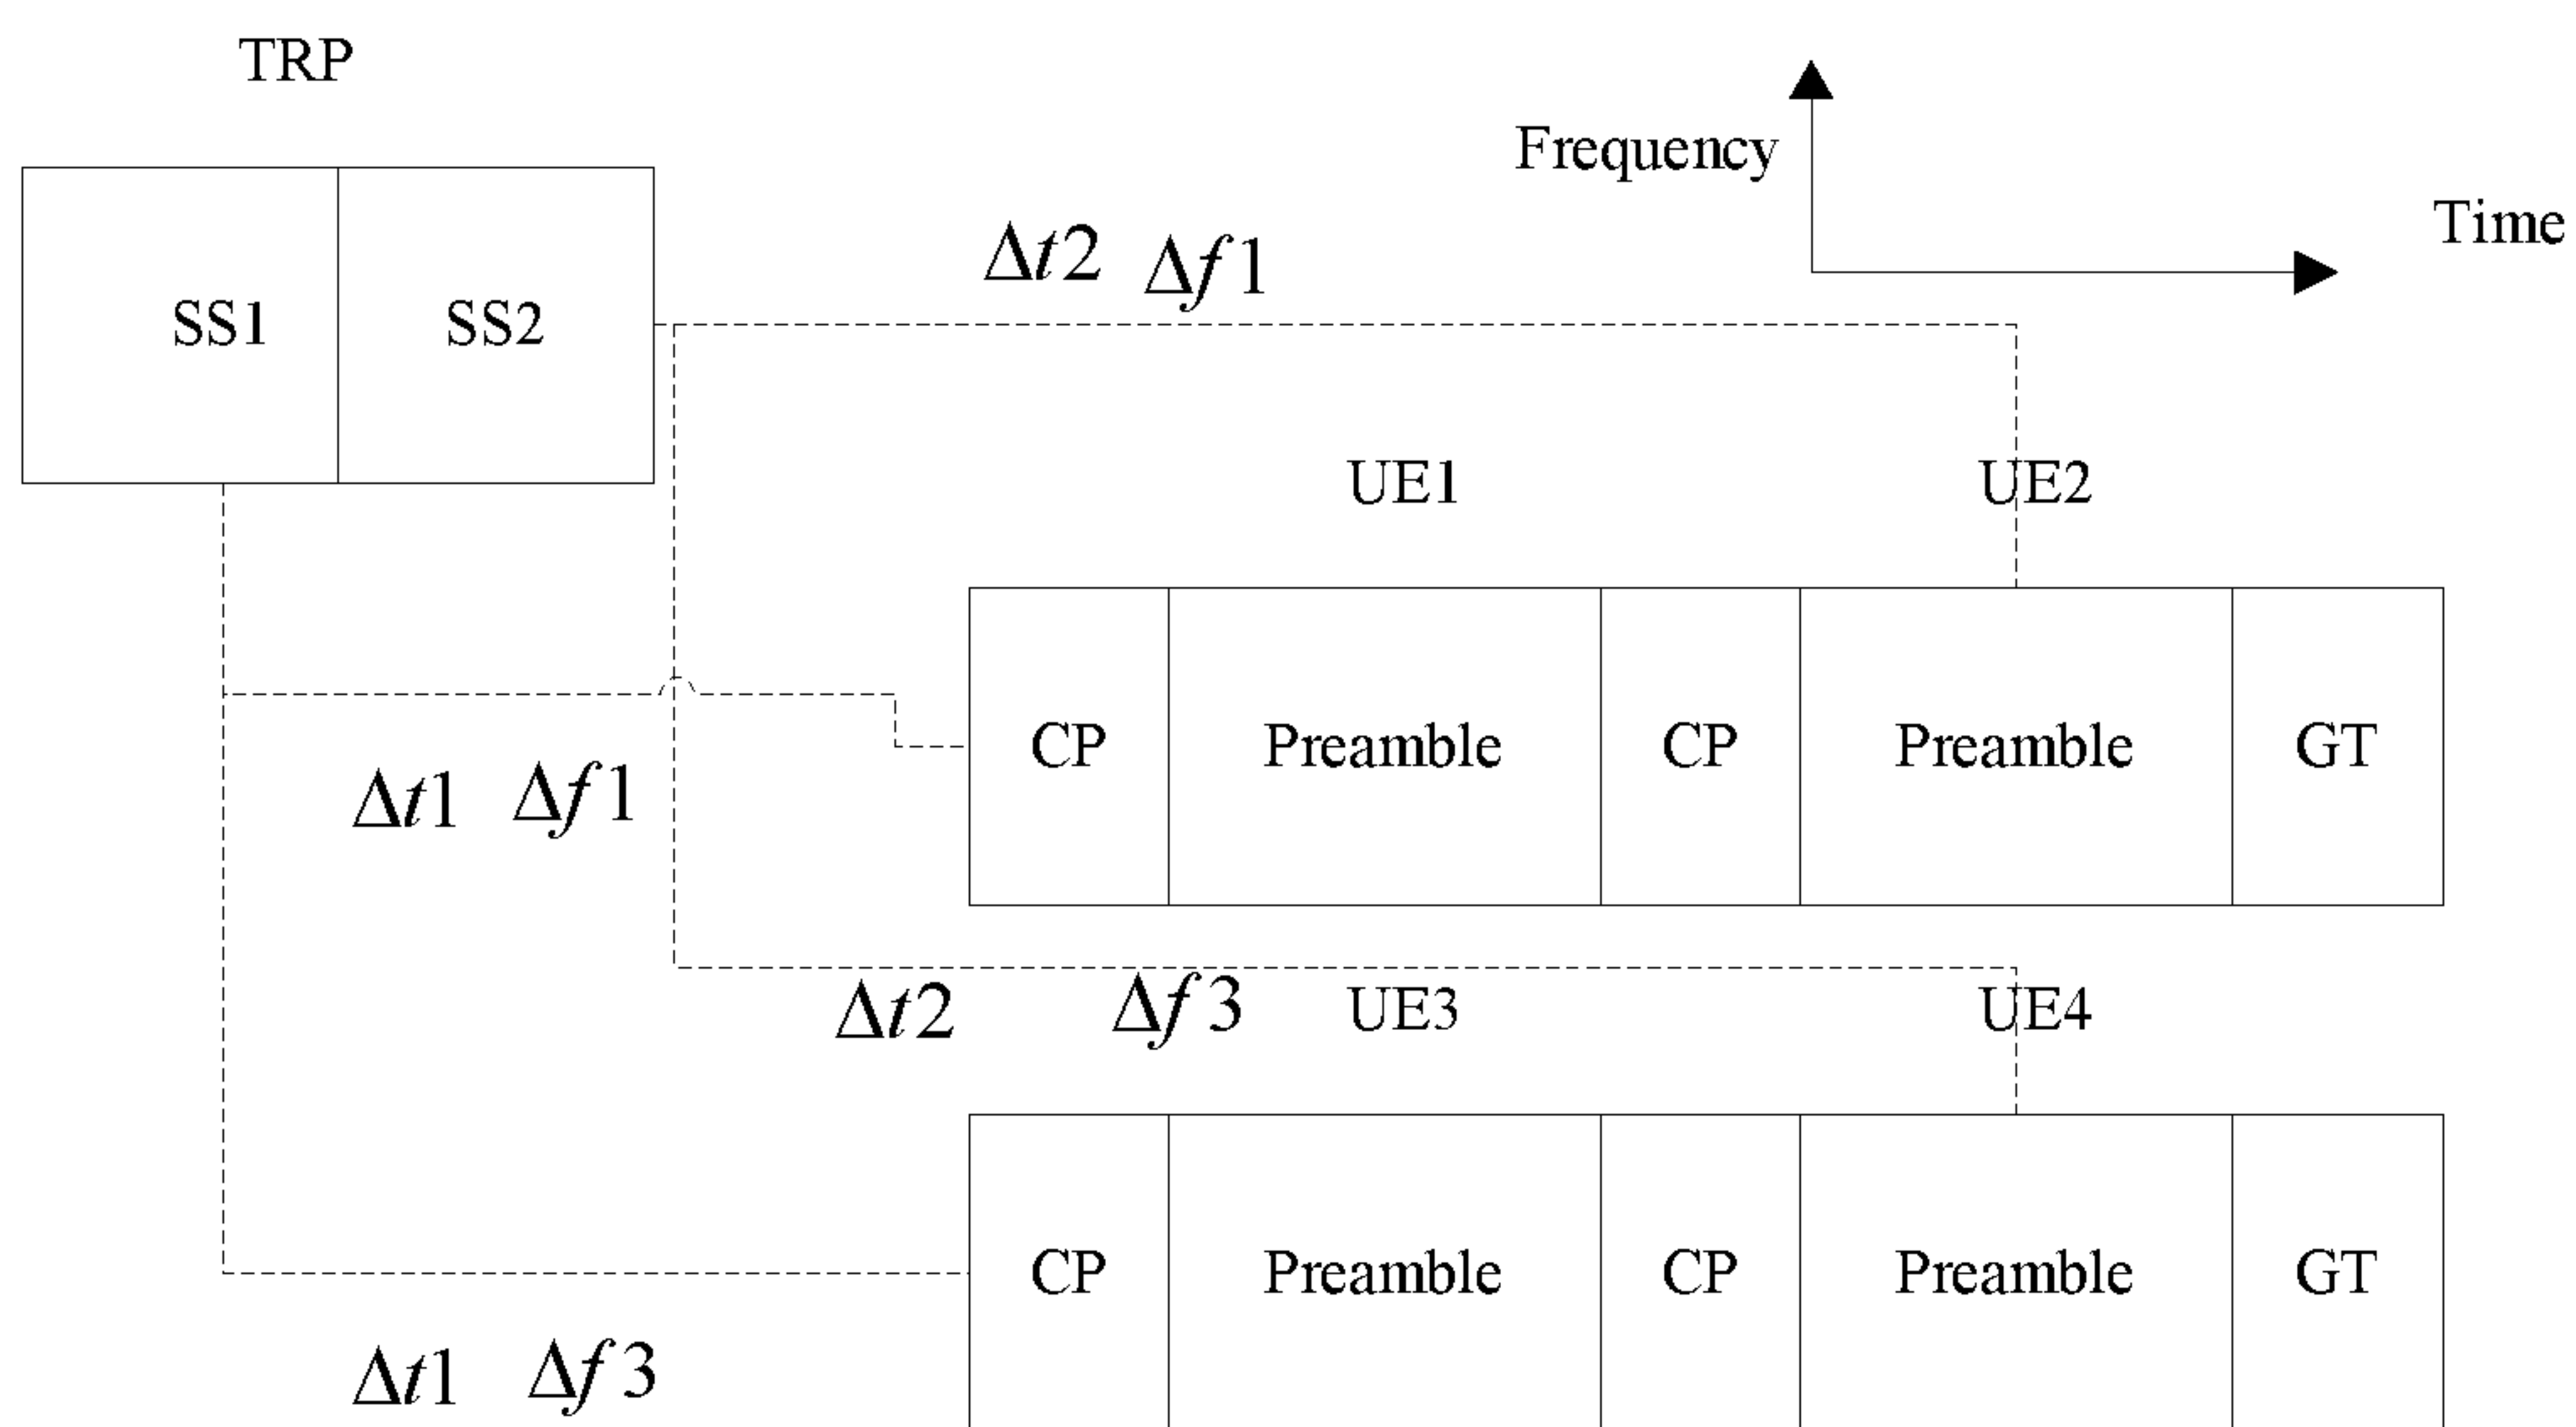 TRP
Frequency
Time
SS1 SS2
Δt2 Δf1
UE1 UE2
CP Preamble CP Preamble GT
Δt1 Δf1
Δt2 Δf3 UE3 UE4
CP Preamble CP Preamble GT
Δt1 Δf3